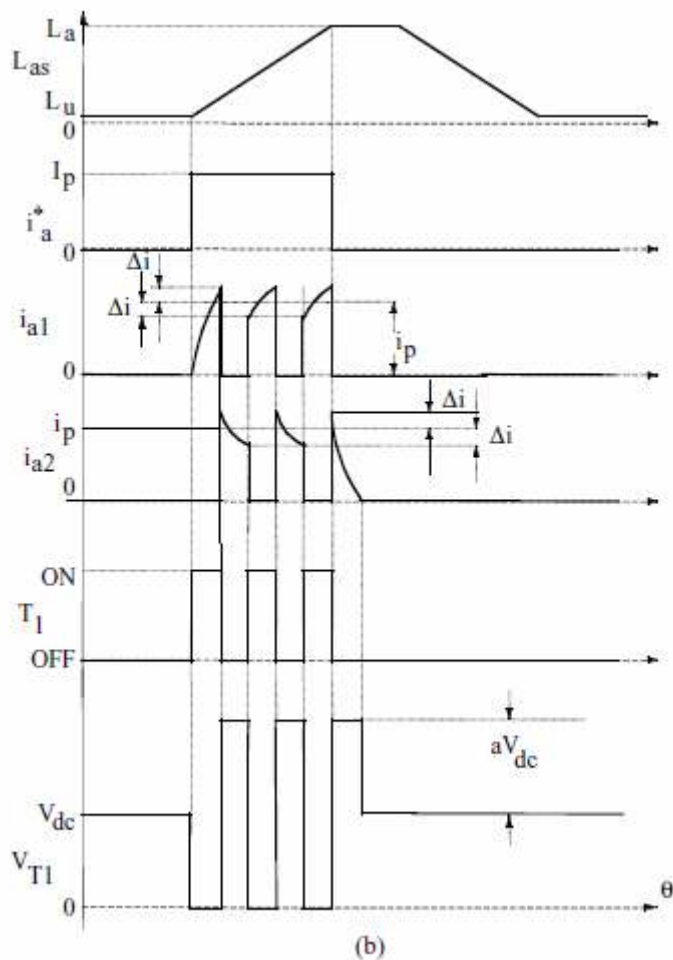 La
Las
Lu
0
Ip
i*a
0
Δi
Δi
ia1
ip
0
Δi
ip
Δi
ia2
0
ON
T1
OFF
aVdc
Vdc
VT1
θ
0
(b)